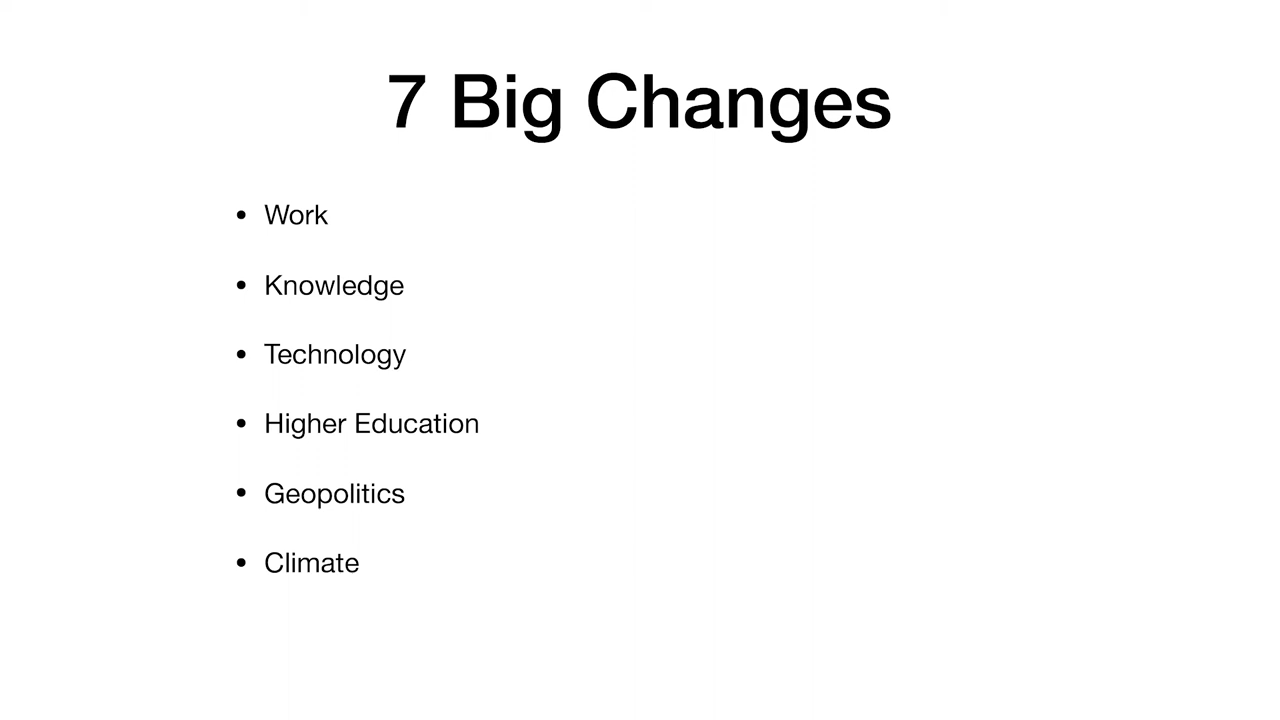 7 Big Changes
• Work
• Knowledge
• Technology
• Higher Education
• Geopolitics
• Climate